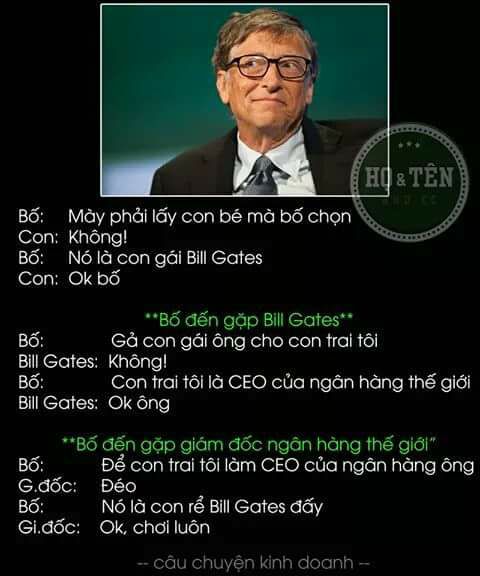 HỌ & TÊN
Bố: Mày phải lấy con bé mà bố chọn
Con: Không!
Bố: Nó là con gái Bill Gates
Con: Ok bố
**Bố đến gặp Bill Gates**
Bố: Gả con gái ông cho con trai tôi
Bill Gates: Không!
Bố: Con trai tôi là CEO của ngân hàng thế giới
Bill Gates: Ok ông
**Bố đến gặp giám đốc ngân hàng thế giới"
Bố: Để con trai tôi làm CEO của ngân hàng ông
G.đốc: Đéo
Bố: Nó là con rể Bill Gates đấy
Gi.đốc: Ok, chơi luôn
-- câu chuyện kinh doanh --